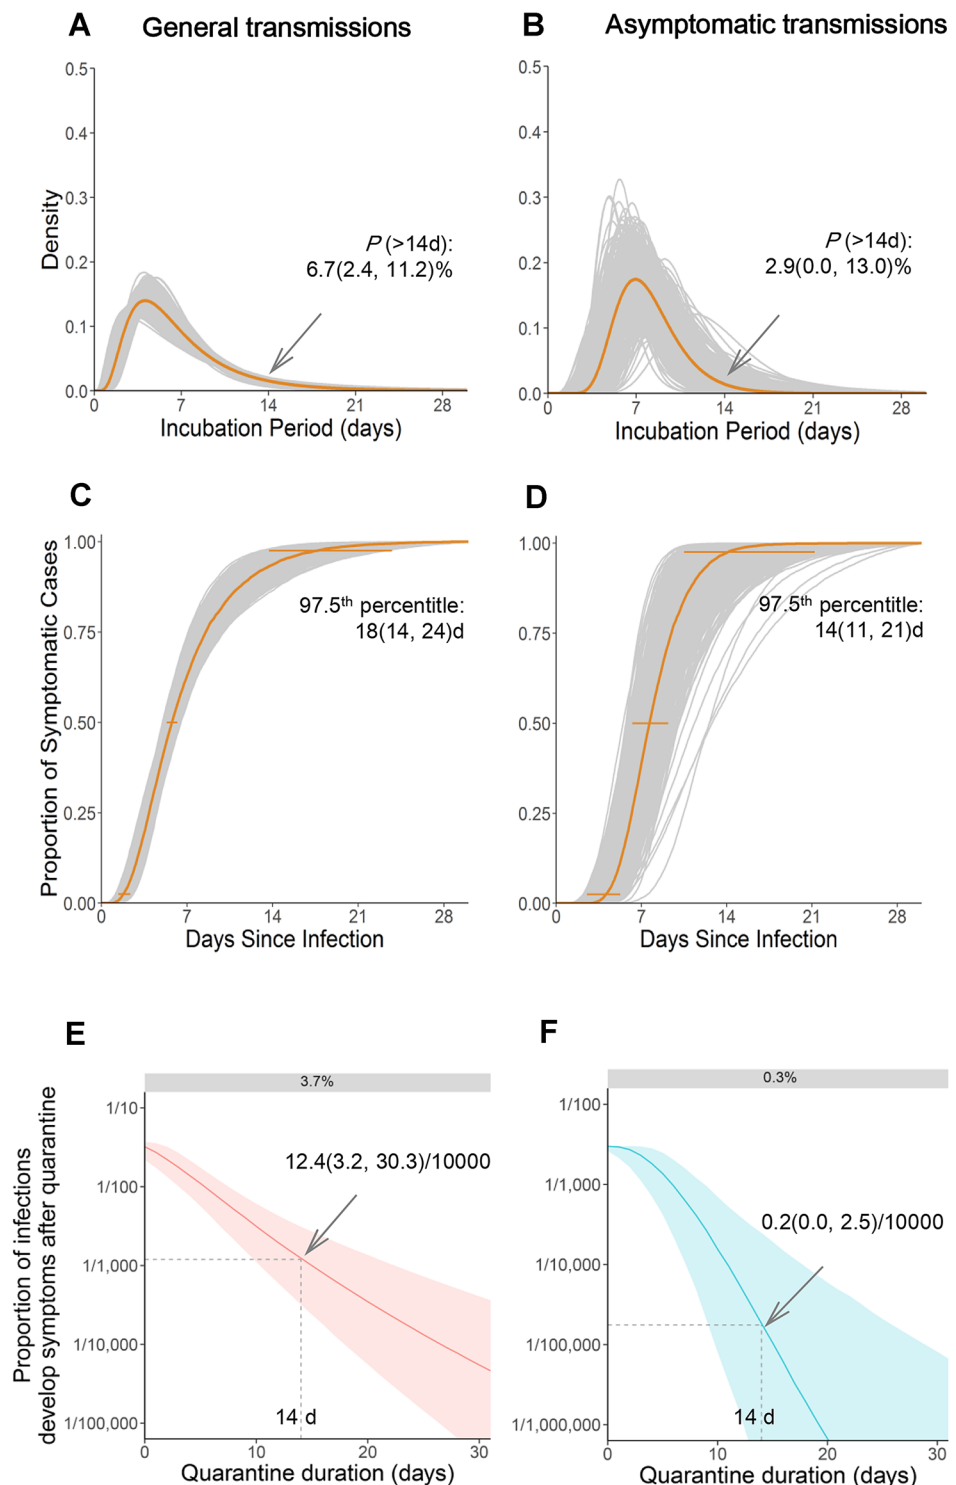 A General transmissions
B Asymptomatic transmissions
0.5
0.4
0.3
0.2
0.1
0.0
Density
P (>14d):
6.7(2.4, 11.2)%
0 7 14 21 28
Incubation Period (days)
0.5
0.4
0.3
0.2
0.1
0.0
P (>14d):
2.9(0.0, 13.0)%
0 7 14 21 28
Incubation Period (days)
C
1.00
0.75
0.50
0.25
0.00
Proportion of Symptomatic Cases
97.5th percentitle:
18(14, 24)d
0 7 14 21 28
Days Since Infection
D
1.00
0.75
0.50
0.25
0.00
97.5th percentitle:
14(11, 21)d
0 7 14 21 28
Days Since Infection
E
3.7%
Proportion of infections
develop symptoms after quarantine
1/10
1/100
1/1,000
1/10,000
1/100,000
12.4(3.2, 30.3)/10000
14 d
0 10 20 30
Quarantine duration (days)
F
0.3%
1/100
1/1,000
1/10,000
1/100,000
1/1,000,000
0.2(0.0, 2.5)/10000
14 d
0 10 20 30
Quarantine duration (days)